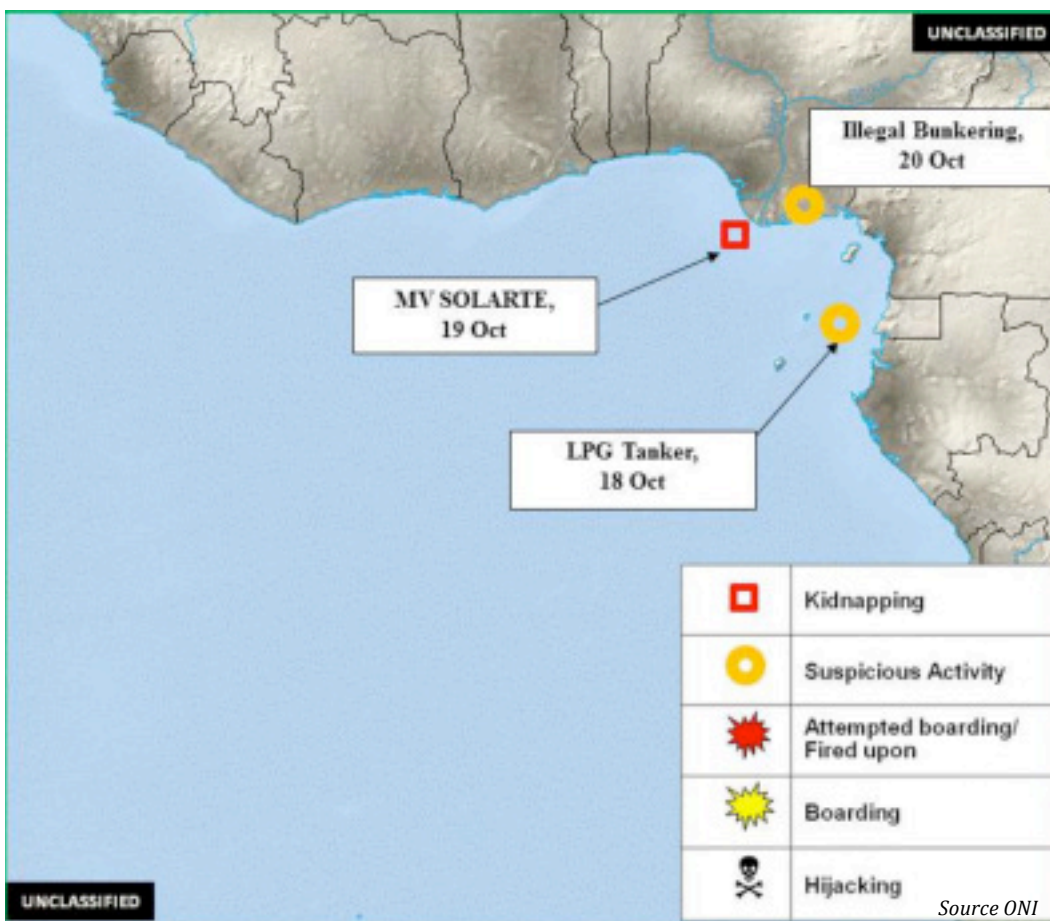 UNCLASSIFIED
Illegal Bunkering,
20 Oct
MV SOLARTE,
19 Oct
LPG Tanker,
18 Oct
Kidnapping
Suspicious Activity
Attempted boarding/
Fired upon
Boarding
Hijacking
UNCLASSIFIED
Source ONI